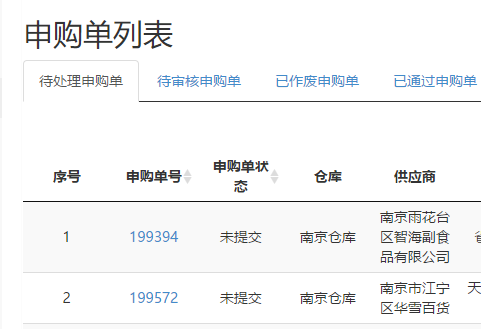 申购单列表
待处理申购单 待审核申购单 已作废申购单 已通过申购单
序号 申购单号 申购单状态 仓库 供应商
1 199394 未提交 南京仓库 南京雨花台
区智海副食
品有限公司
2 199572 未提交 南京仓库 南京市江宁 天
区华雪百货